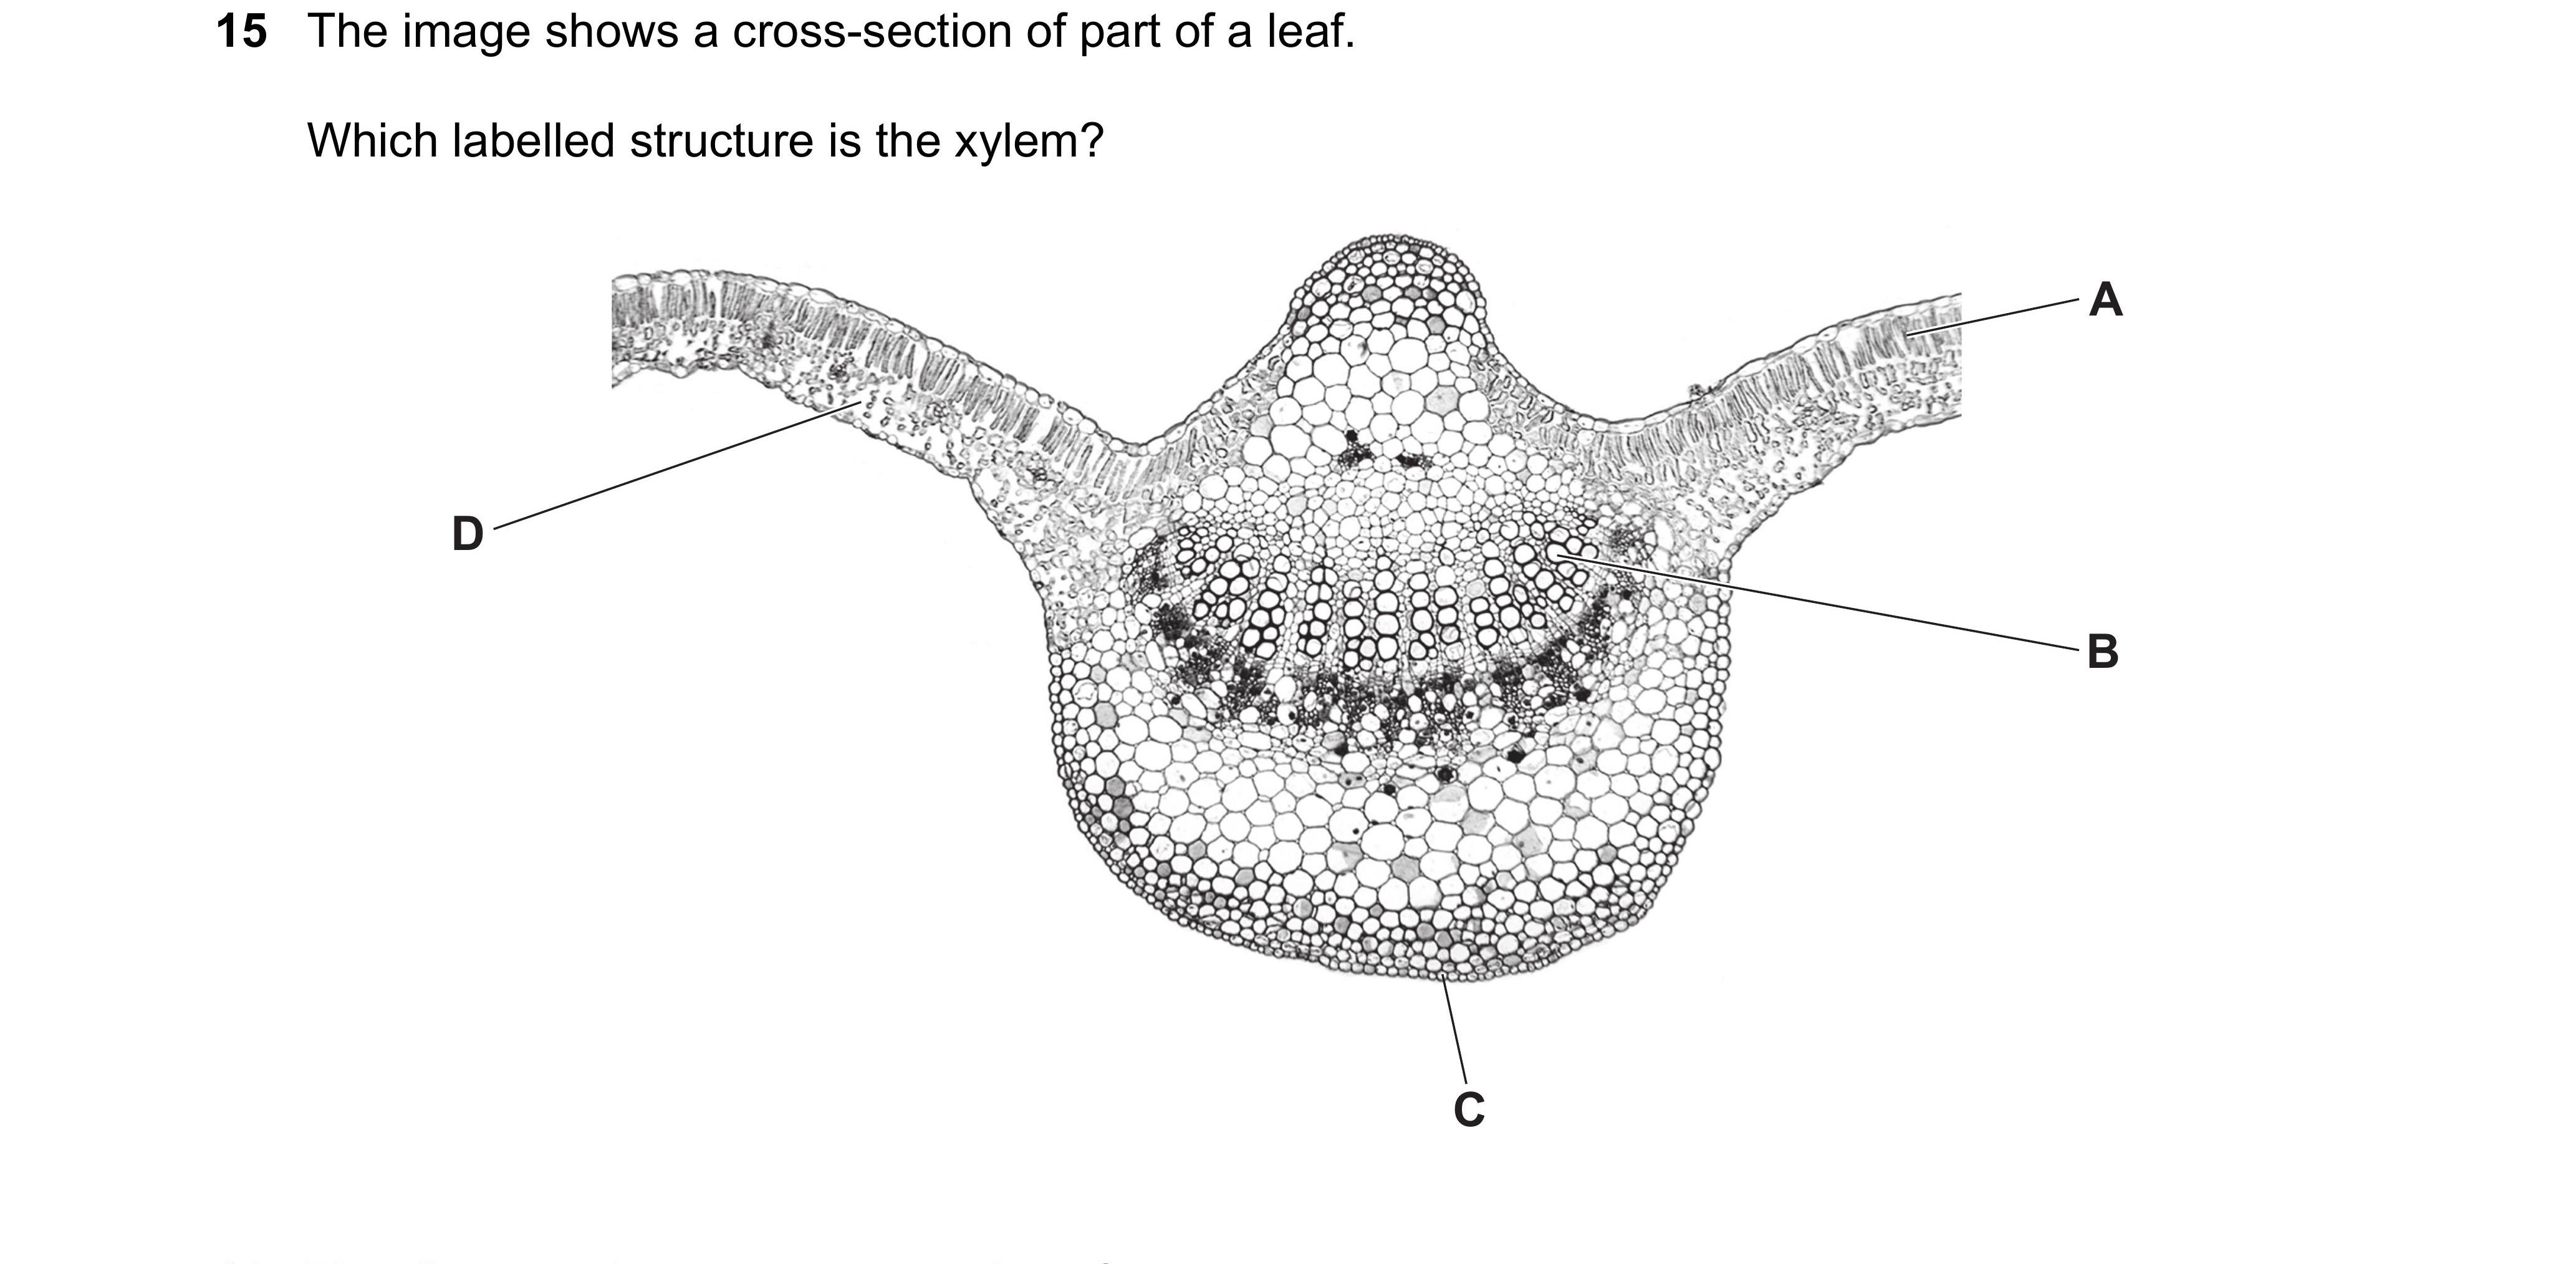 15 The image shows a cross-section of part of a leaf.
Which labelled structure is the xylem?
A
D
B
C